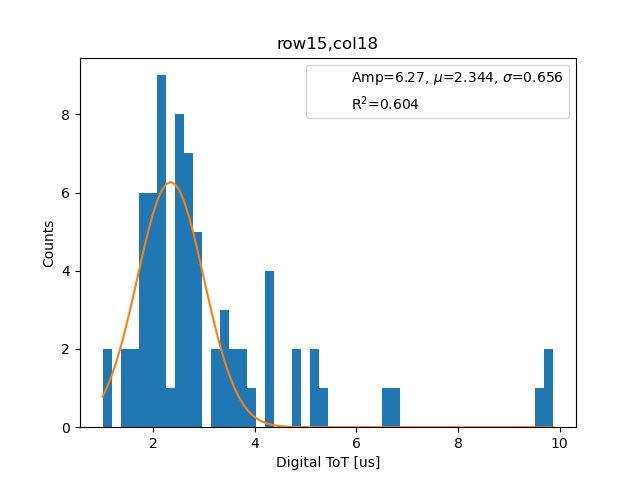 row15,col18
Amp=6.27, μ=2.344, σ=0.656
R²=0.604
Counts
8
6
4
2
0
2 4 6 8 10
Digital ToT [us]